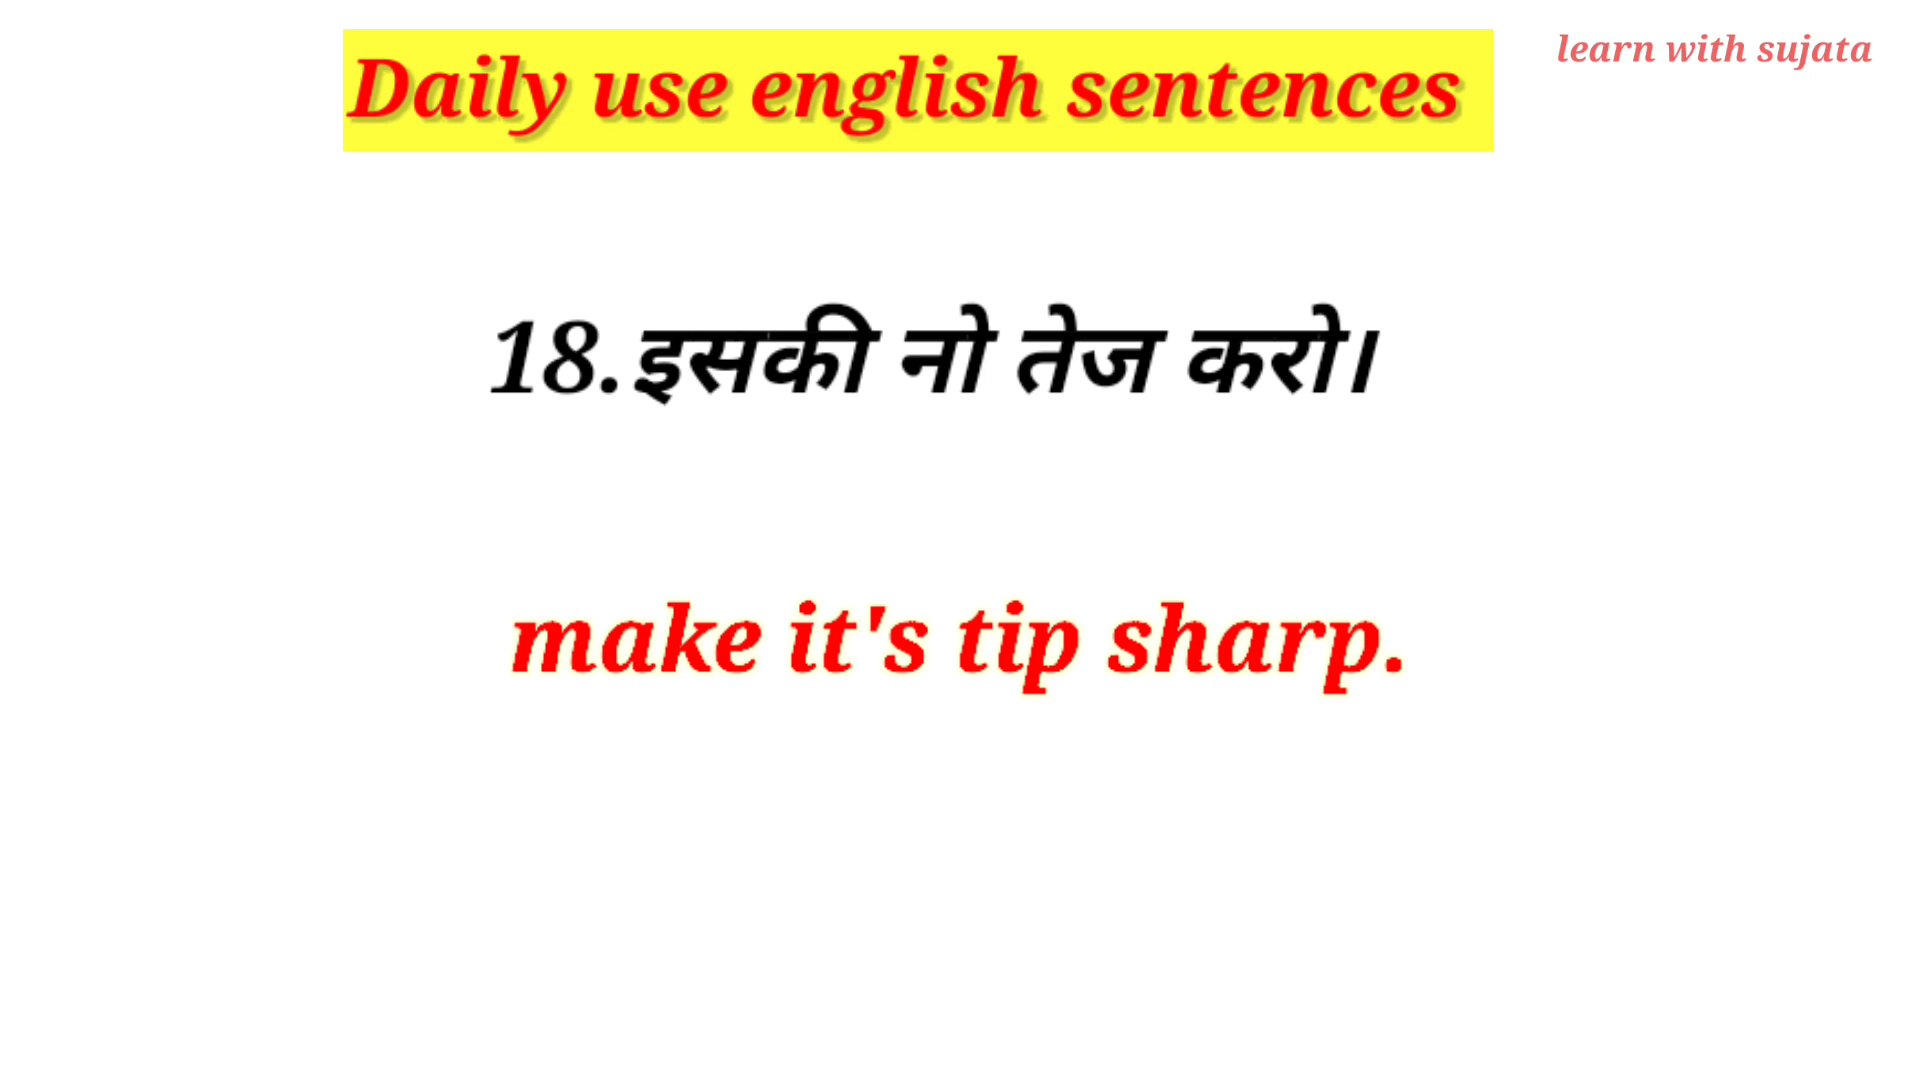 Daily use english sentences
learn with sujata
18.इसकी नो तेज करो।
make it's tip sharp.